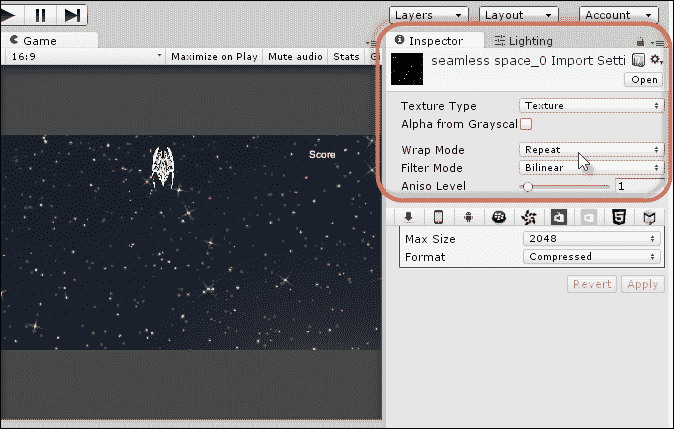 Layers Layout Account
Game
16:9 Maximize on Play Mute audio Stats
Inspector Lighting
seamless space_0 Import Setti
Open
Texture Type Texture
Alpha from Grayscal
Wrap Mode Repeat
Filter Mode Bilinear
Aniso Level 1
Score
Max Size 2048
Format Compressed
Revert Apply